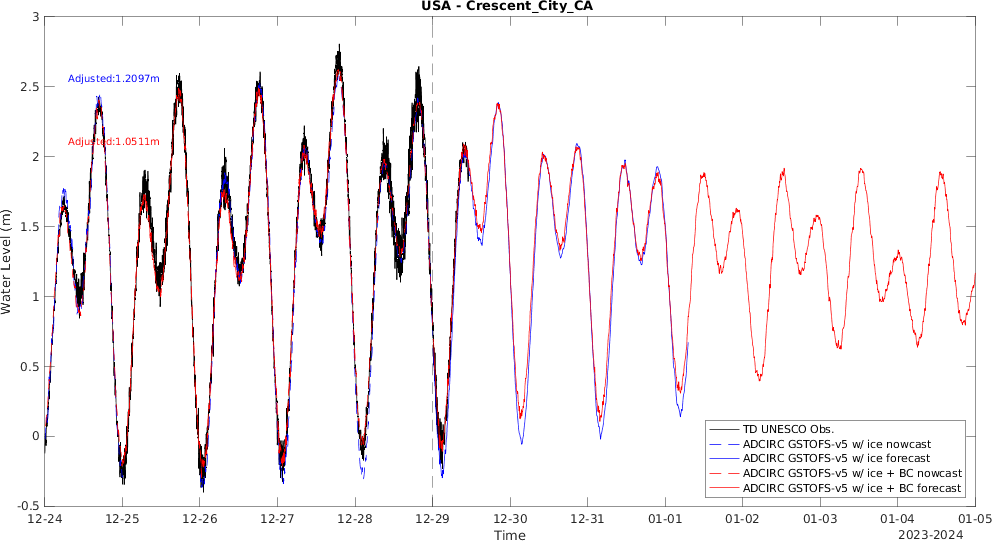 USA - Crescent_City_CA
3
2.5
2
1.5
1
0.5
0
-0.5
Water Level (m)
Adjusted:1.2097m
Adjusted:1.0511m
TD UNESCO Obs.
ADCIRC GSTOFS-v5 w/ ice nowcast
ADCIRC GSTOFS-v5 w/ ice forecast
ADCIRC GSTOFS-v5 w/ ice + BC nowcast
ADCIRC GSTOFS-v5 w/ ice + BC forecast
12-24 12-25 12-26 12-27 12-28 12-29 12-30 12-31 01-01 01-02 01-03 01-04 01-05
Time
2023-2024